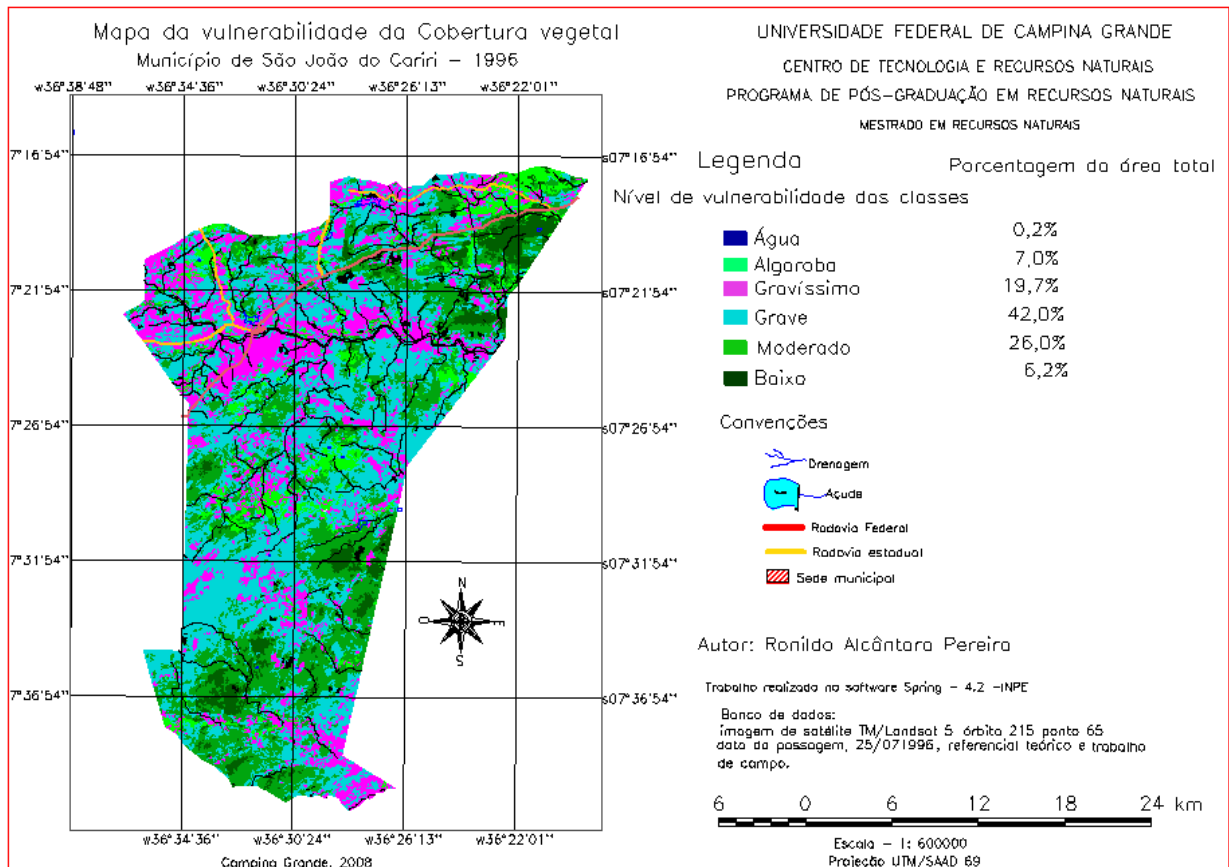 Mapa da vulnerabilidade da Cobertura vegetal
Município de São João do Cariri - 1996
w36°38'48" w36°34'36" w36°30'24" w36°26'13" w36°22'01"
7°16'54" s07°16'54"
7°21'54" s07°21'54"
7°26'54" s07°26'54"
7°31'54" s07°31'54"
7°36'54" s07°36'54"
N
O E
S
w36°34'36" w36°30'24" w36°26'13" w36°22'01"
Campina Grande, 2008
UNIVERSIDADE FEDERAL DE CAMPINA GRANDE
CENTRO DE TECNOLOGIA E RECURSOS NATURAIS
PROGRAMA DE PÓS-GRADUAÇÃO EM RECURSOS NATURAIS
MESTRADO EM RECURSOS NATURAIS
Legenda Porcentagem da área total
Nível de vulnerabilidade das classes
Água 0,2%
Algaroba 7,0%
Gravíssimo 19,7%
Grave 42,0%
Moderado 26,0%
Baixa 6,2%
Convenções
Drenagem
Açude
Rodovia Federal
Rodovia estadual
Sede municipal
Autor: Ronildo Alcântara Pereira
Trabalho realizado no software Spring - 4.2 -INPE
Banco de dados:
imagem de satélite TM/Landsat 5 órbita 215 ponto 65
data da passagem, 25/071996, referencial teórico e trabalho
de campo.
6 0 6 12 18 24 km
Escala - 1: 600000
Projeção UTM/SAAD 69